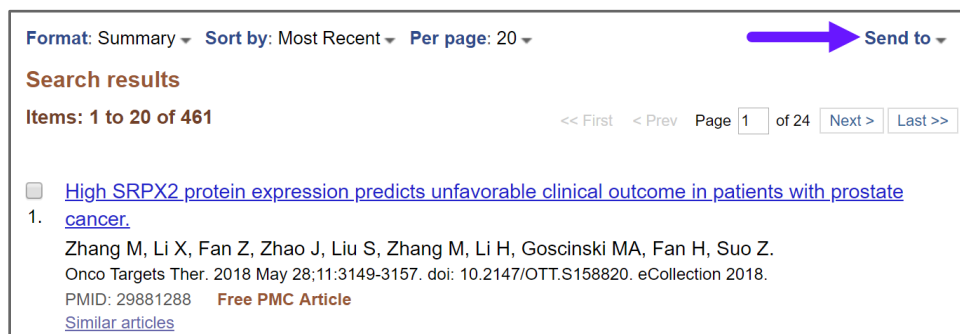 Format: Summary Sort by: Most Recent Per page: 20 Send to
Search results
Items: 1 to 20 of 461 << First < Prev Page 1 of 24 Next > Last >>
High SRPX2 protein expression predicts unfavorable clinical outcome in patients with prostate
1. cancer.
Zhang M, Li X, Fan Z, Zhao J, Liu S, Zhang M, Li H, Goscinski MA, Fan H, Suo Z.
Onco Targets Ther. 2018 May 28;11:3149-3157. doi: 10.2147/OTT.S158820. eCollection 2018.
PMID: 29881288 Free PMC Article
Similar articles